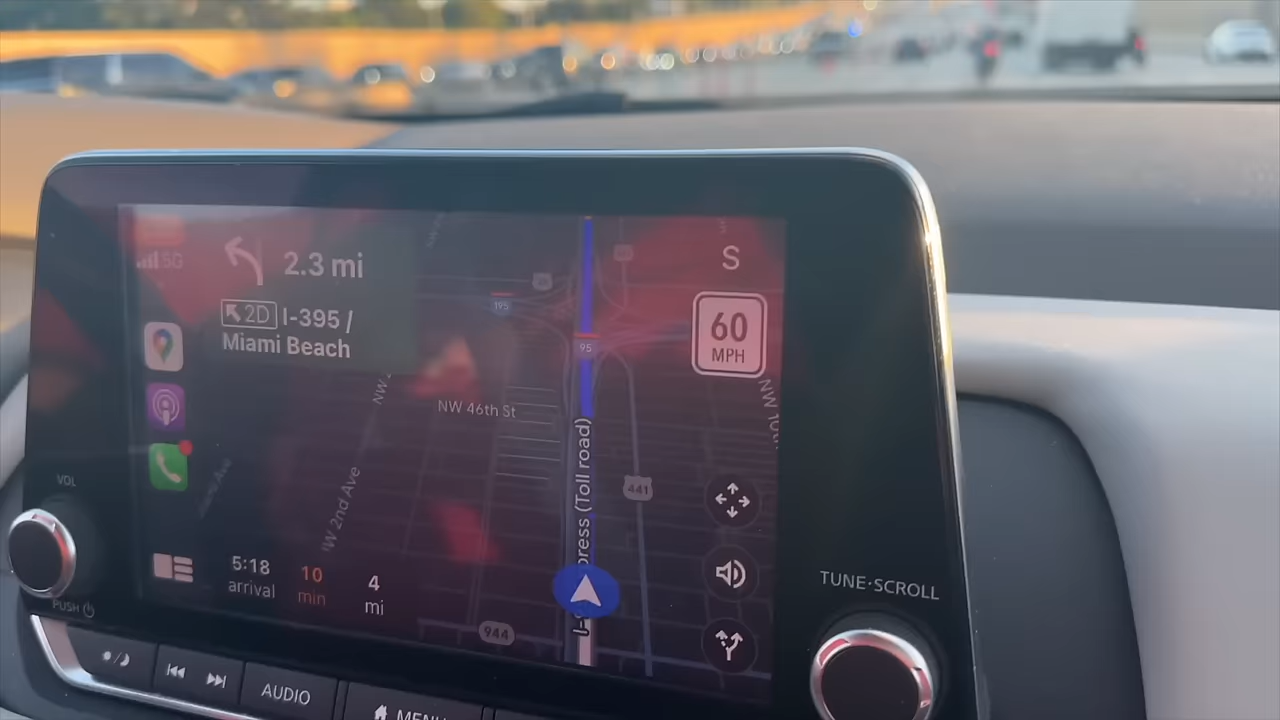 5G
2.3 mi
2D I-395 /
Miami Beach
S
60
MPH
195
95
NW 46th St
441
W 2nd Ave
press (Toll road)
944
5:18
arrival
10
min
4
mi
VOL
PUSH
AUDIO
MENU
TUNE·SCROLL